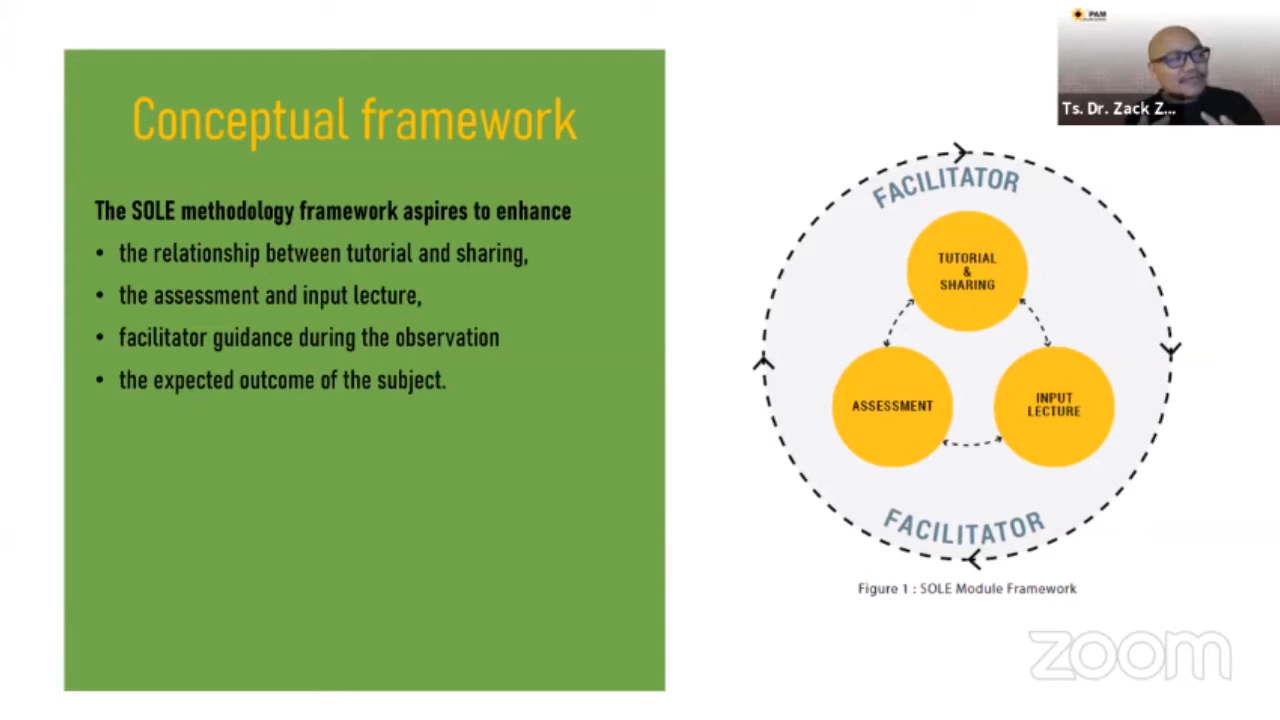 Conceptual framework
The SOLE methodology framework aspires to enhance
• the relationship between tutorial and sharing,
• the assessment and input lecture,
• facilitator guidance during the observation
• the expected outcome of the subject.
PAM
Ts. Dr. Zack Z...
FACILITATOR
TUTORIAL
&
SHARING
ASSESSMENT
INPUT
LECTURE
FACILITATOR
Figure 1 : SOLE Module Framework
zoom